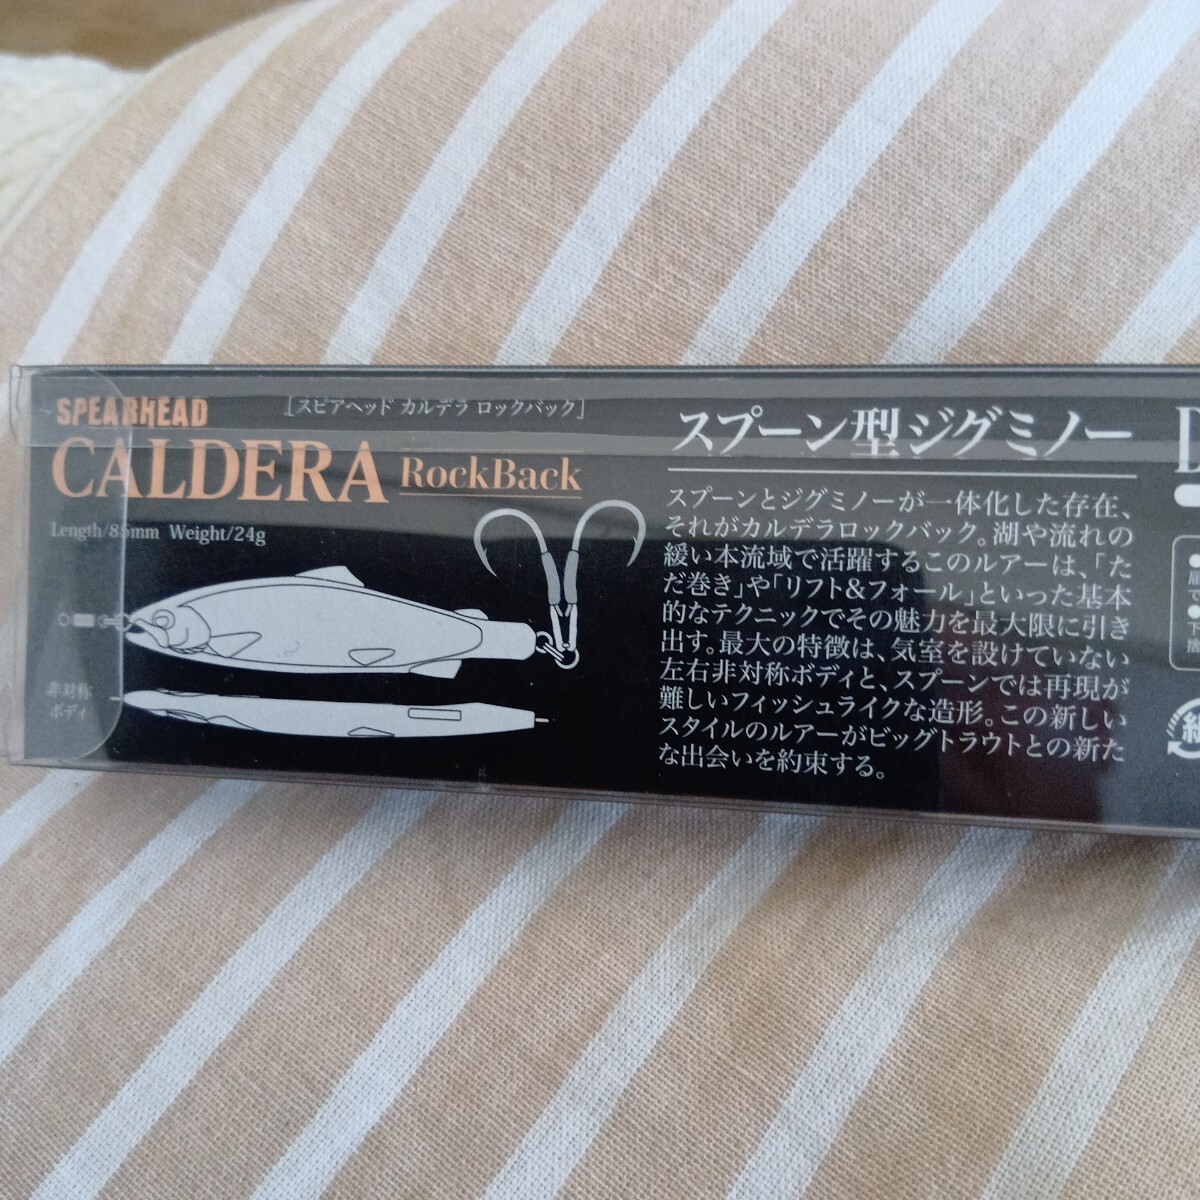 SPEARHEAD
［スピアヘッド カルデラ ロックバック］
CALDERA RockBack
Length/85mm Weight/24g
非対称
ボディ
スプーン型ジグミノー
スプーンとジグミノーが一体化した存在、
それがカルデラロックバック。湖や流れの
緩い本流域で活躍するこのルアーは、「た
だ巻き」や「リフト&フォール」といった基本
的なテクニックでその魅力を最大限に引き
出す。最大の特徴は、気室を設けていない
左右非対称ボディと、スプーンでは再現が
難しいフィッシュライクな造形。この新しい
スタイルのルアーがビッグトラウトとの新た
な出会いを約束する。